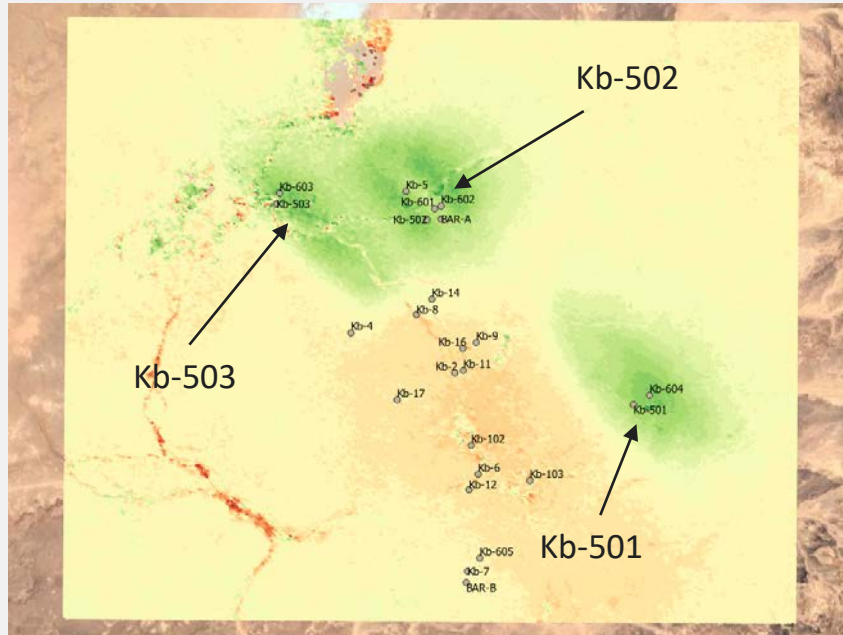 Kb-502
Kb-603
Kb-503
Kb-5
Kb-601
Kb-602
Kb-502
BAR-A
Kb-14
Kb-8
Kb-4
Kb-16
Kb-9
Kb-2
Kb-11
Kb-503
Kb-17
Kb-604
Kb-501
Kb-102
Kb-6
Kb-103
Kb-12
Kb-501
Kb-605
Kb-7
BAR-B